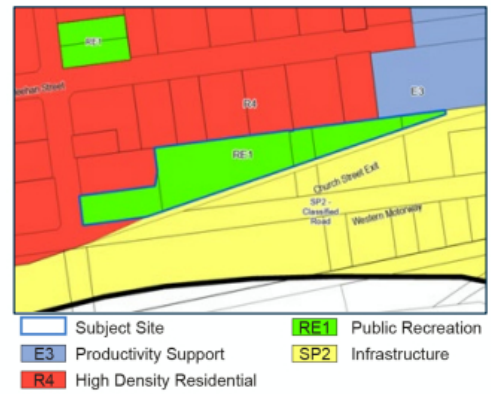 RE1
eehan Street
E3
R4
RE1
Church Street Exit
SP2 -
Classified
Road
Western Motorway
Subject Site
RE1 Public Recreation
E3 Productivity Support
SP2 Infrastructure
R4 High Density Residential